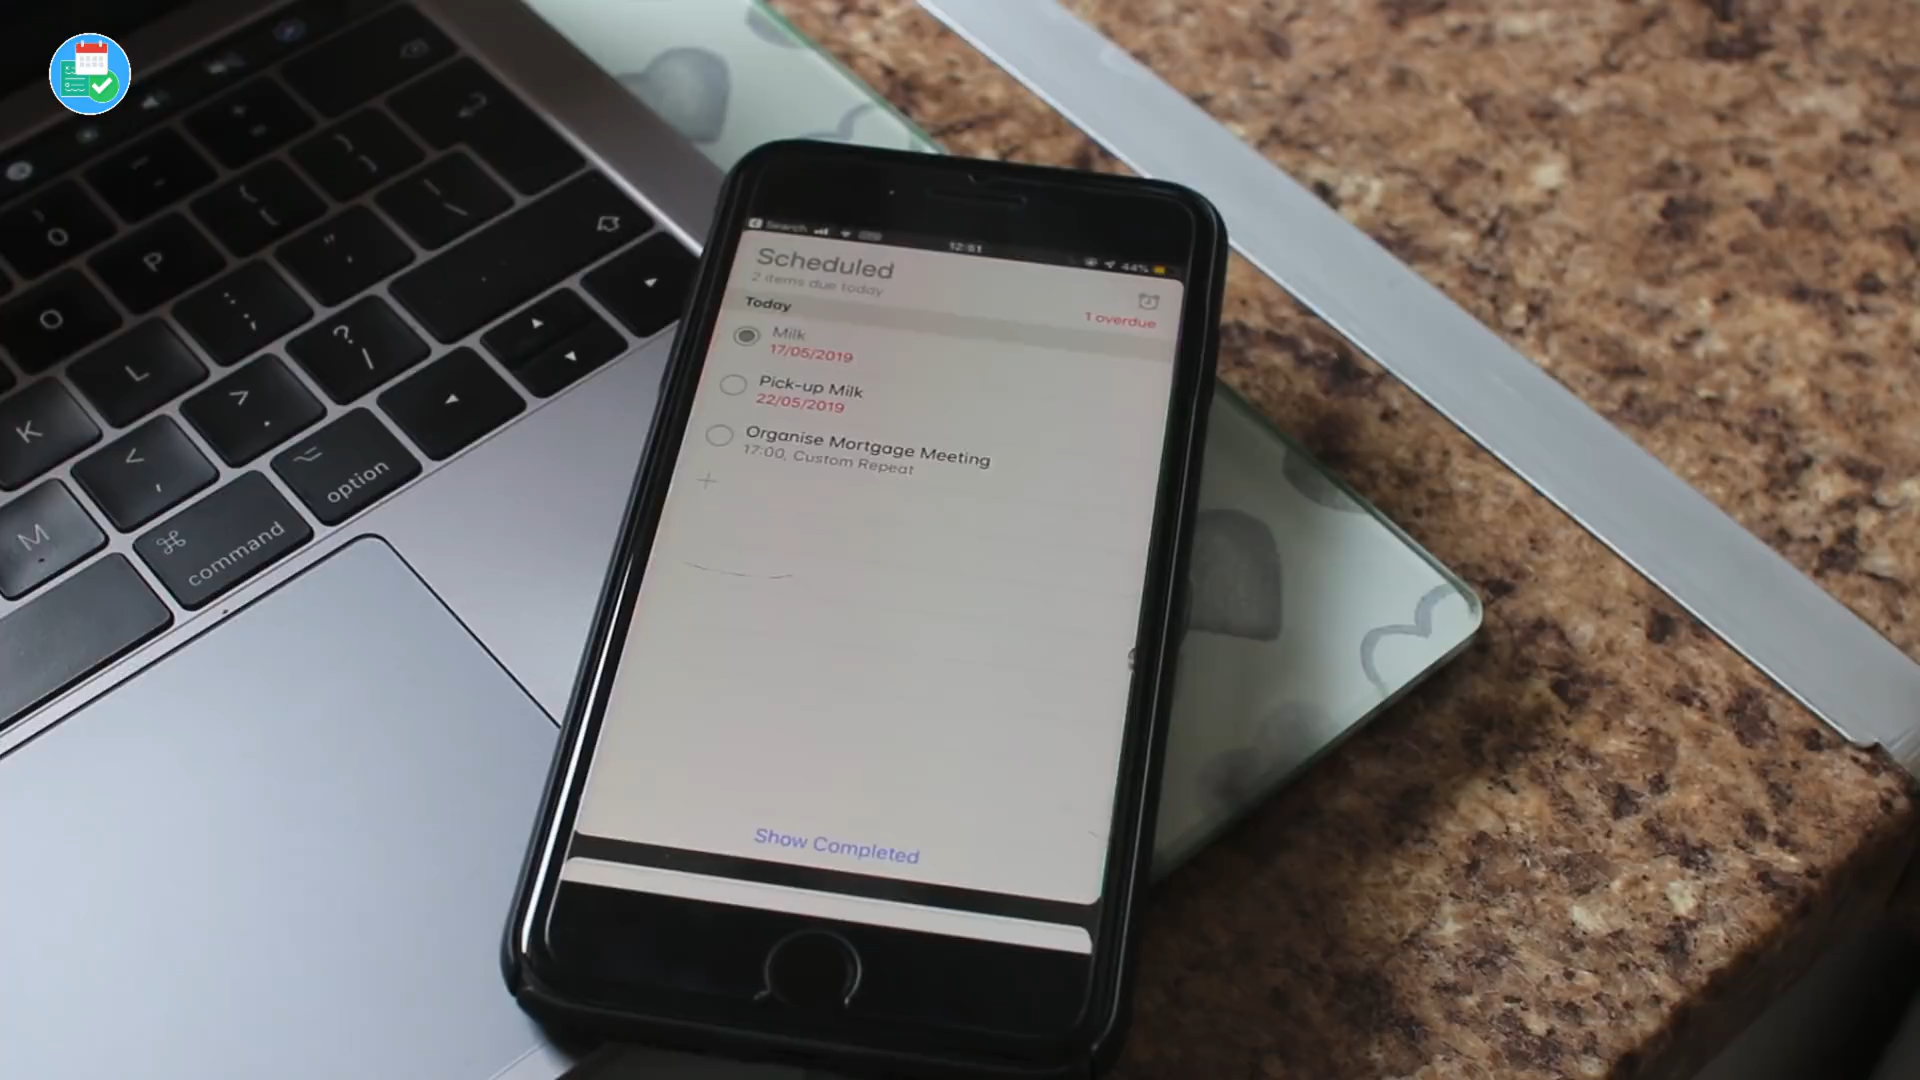 Search
12:51
44%
Scheduled
2 items due today
Today
1 overdue
Milk
17/05/2019
Pick-up Milk
22/05/2019
Organise Mortgage Meeting
17:00, Custom Repeat
Show Completed
O
P
O
L
K
M
option
command